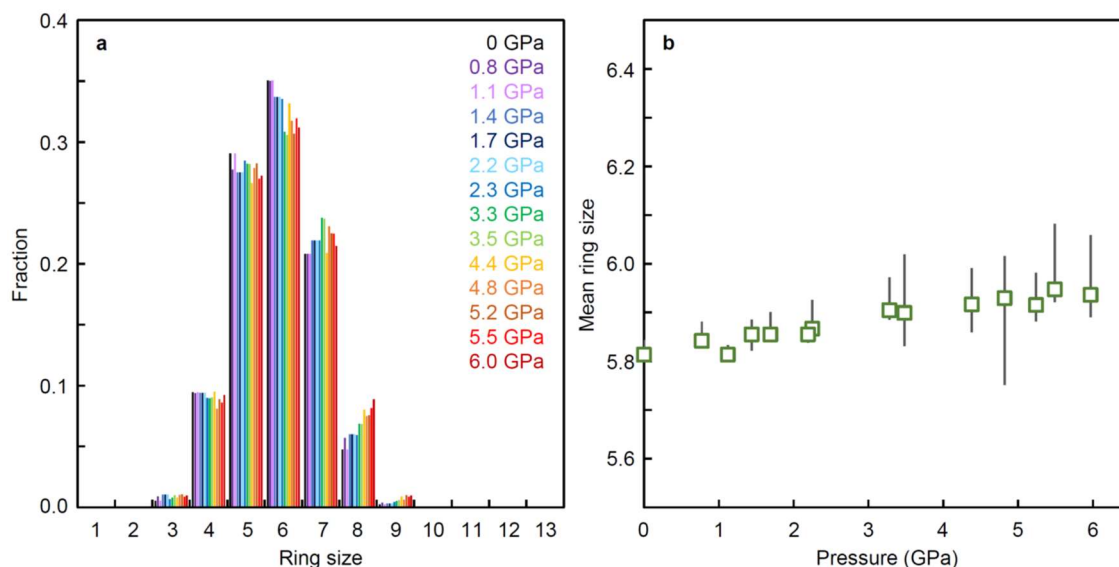 a
0 GPa
0.8 GPa
1.1 GPa
1.4 GPa
1.7 GPa
2.2 GPa
2.3 GPa
3.3 GPa
3.5 GPa
4.4 GPa
4.8 GPa
5.2 GPa
5.5 GPa
6.0 GPa
0.4
0.3
0.2
0.1
0.0
Fraction
1 2 3 4 5 6 7 8 9 10 11 12 13
Ring size
b
6.4
6.2
6.0
5.8
5.6
Mean ring size
0 1 2 3 4 5 6
Pressure (GPa)